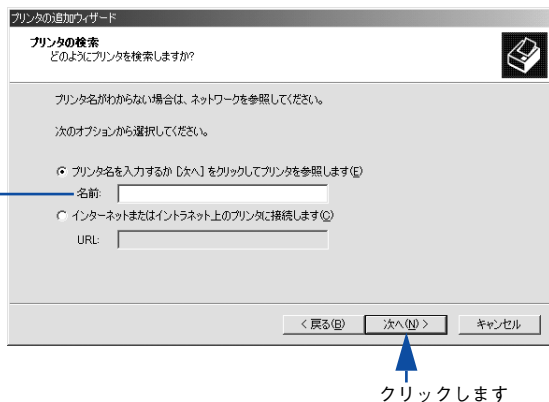 プリンタの追加ウィザード
プリンタの検索
どのようにプリンタを検索しますか?
プリンタ名がわからない場合は、ネットワークを参照してください。
次のオプションから選択してください。
プリンタ名を入力するか [次へ] をクリックしてプリンタを参照します(E)
名前:
インターネットまたはイントラネット上のプリンタに接続します(C)
URL:
< 戻る(B) 次へ(N) > キャンセル
クリックします